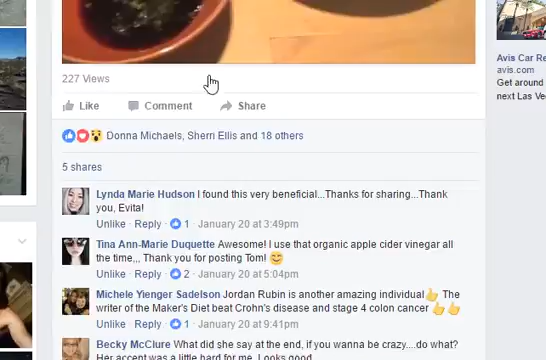 227 Views
Like Comment Share
Donna Michaels, Sherri Ellis and 18 others
5 shares
Lynda Marie Hudson I found this very beneficial...Thanks for sharing...Thank
you, Evita!
Unlike · Reply · 1 · January 20 at 3:49pm
Tina Ann-Marie Duquette Awesome! I use that organic apple cider vinegar all
the time,,, Thank you for posting Tom! 😊
Unlike · Reply · 2 · January 20 at 5:04pm
Michele Yienger Sadelson Jordan Rubin is another amazing individual👍 The
writer of the Maker's Diet beat Crohn's disease and stage 4 colon cancer 👍👍
Unlike · Reply · 1 · January 20 at 9:41pm
Becky McClure What did she say at the end, if you wanna be crazy....do what?
Her accent was a little hard for me. Looks good
Avis Car Re
avis.com
Get around
next Las Ve